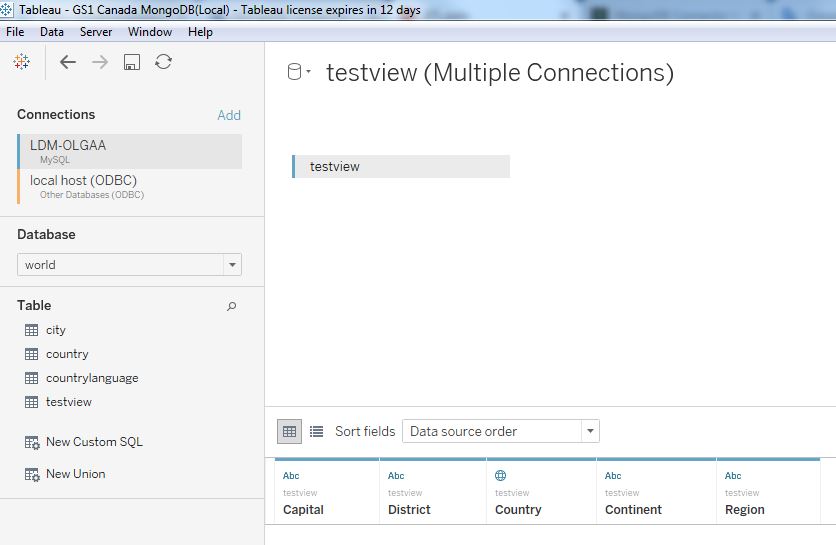 Tableau - GS1 Canada MongoDB(Local) - Tableau license expires in 12 days
File Data Server Window Help
testview (Multiple Connections)
Connections Add
LDM-OLGAA
MySQL
local host (ODBC)
Other Databases (ODBC)
testview
Database
world
Table
city
country
countrylanguage
testview
New Custom SQL
New Union
Sort fields Data source order
Abc Abc Abc Abc
testview testview testview testview testview
Capital District Country Continent Region